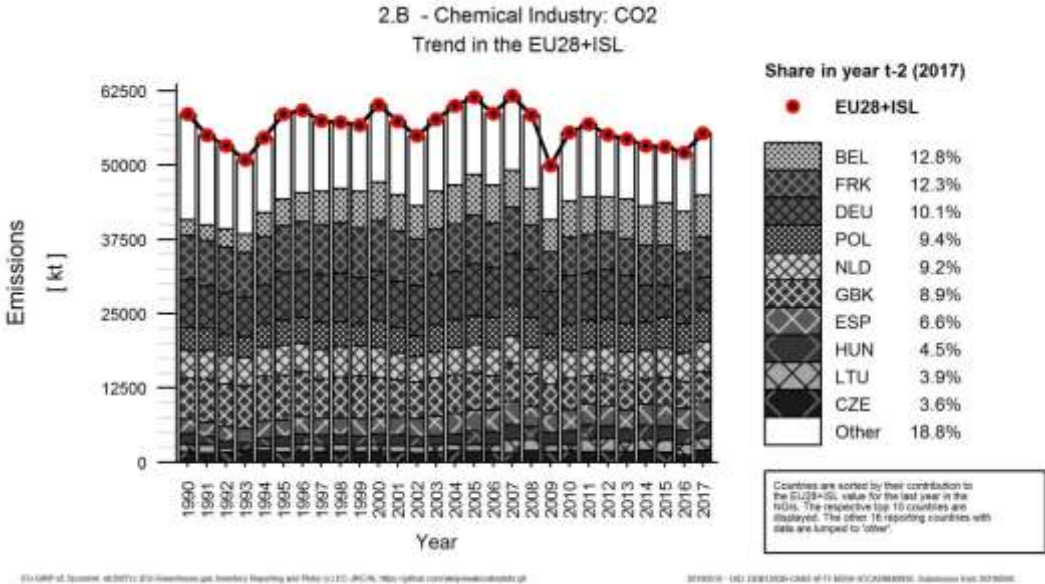 2.B - Chemical Industry: CO2
Trend in the EU28+ISL
Share in year t-2 (2017)
EU28+ISL
BEL 12.8%
FRK 12.3%
DEU 10.1%
POL 9.4%
NLD 9.2%
GBK 8.9%
ESP 6.6%
HUN 4.5%
LTU 3.9%
CZE 3.6%
Other 18.8%
Countries are sorted by their contribution to
the EU28+ISL value for the last year in the
NGIs. The respective top 10 countries are
displayed. The other 16 reporting countries with
data are lumped to 'other'.
Emissions
[ kt ]
62500
50000
37500
25000
12500
0
1990 1991 1992 1993 1994 1995 1996 1997 1998 1999 2000 2001 2002 2003 2004 2005 2006 2007 2008 2009 2010 2011 2012 2013 2014 2015 2016 2017
Year